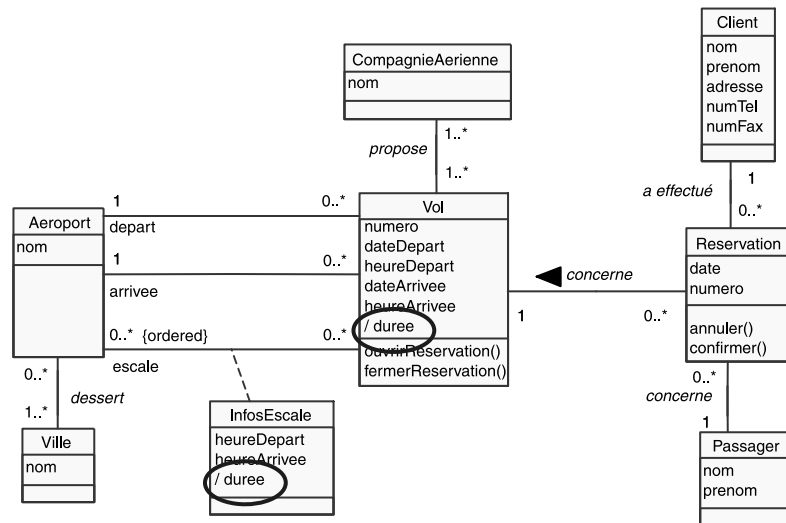 Client
nom
prenom
adresse
numTel
numFax
CompagnieAerienne
nom
1..*
propose
1..*
1
a effectué
0..*
Aeroport
nom
1
depart
0..*
1
arrivee
0..*
0..* {ordered}
escale
0..*
Vol
numero
dateDepart
heureDepart
dateArrivee
heureArrivee
/ duree
ouvrirReservation()
fermerReservation()
concerne
1
0..*
Reservation
date
numero
annuler()
confirmer()
0..*
dessert
1..*
Ville
nom
InfosEscale
heureDepart
heureArrivee
/ duree
0..*
concerne
1
Passager
nom
prenom